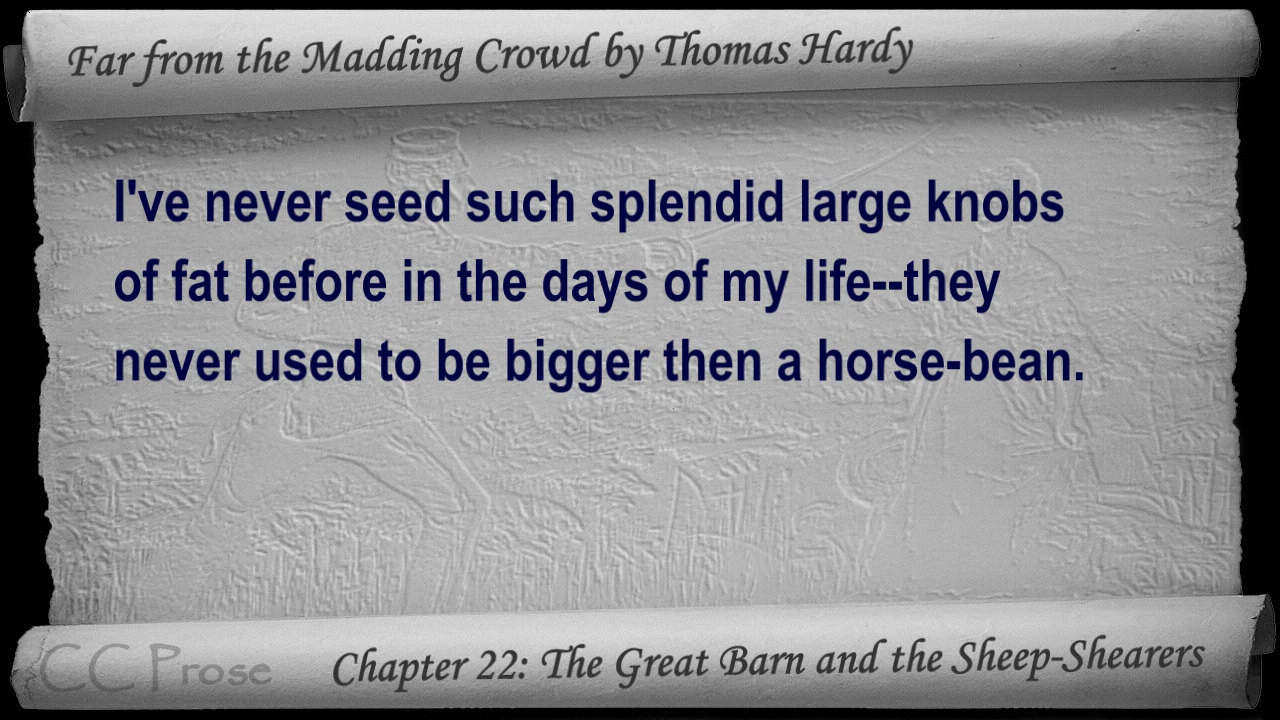 Far from the Madding Crowd by Thomas Hardy
I've never seed such splendid large knobs
of fat before in the days of my life--they
never used to be bigger then a horse-bean.
CC Prose
Chapter 22: The Great Barn and the Sheep-Shearers